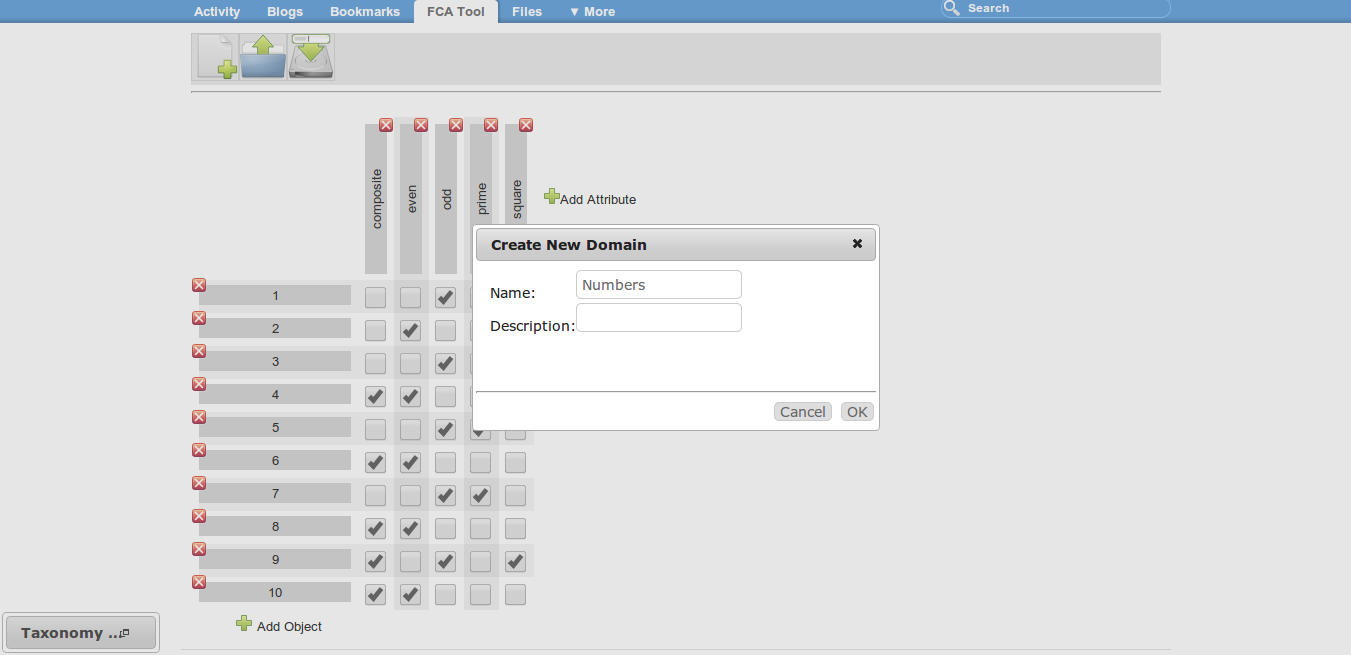 Activity Blogs Bookmarks FCA Tool Files ▼ More Search
composite even odd prime square
Add Attribute
Create New Domain
Name: Numbers
Description:
Cancel OK
1
2
3
4
5
6
7
8
9
10
Add Object
Taxonomy ...